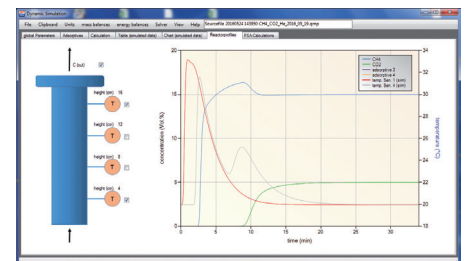 Dynamic Simulation
File Clipboard Units mass balances energy balances Solver View Help
global Parameters Adsorptives Calculation Table (simulated data) Chart (simulated data) Reactorprofiles PSA-Calculations
C (out)
height (cm) 16
T
height (cm) 12
T
height (cm) 8
T
height (cm) 4
T
concentration (Vol.%)
20
15
10
5
0
0 5 10 15 20 25 30
time (min)
34
32
30
28
26
24
22
20
18
temperature (°C)
CH4
CO2
adsorptive 3
adsorptive 4
temp. Sen. 1 (sim)
temp. Sen. 4 (sim)